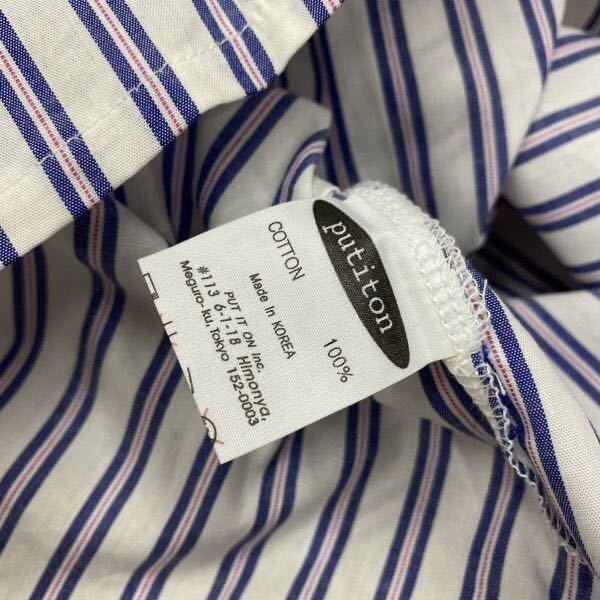 putiton
COTTON 100%
Made in KOREA
PUT IT ON Inc.
#113 6-1-18 Himonya,
Meguro-ku, Tokyo 152-0003